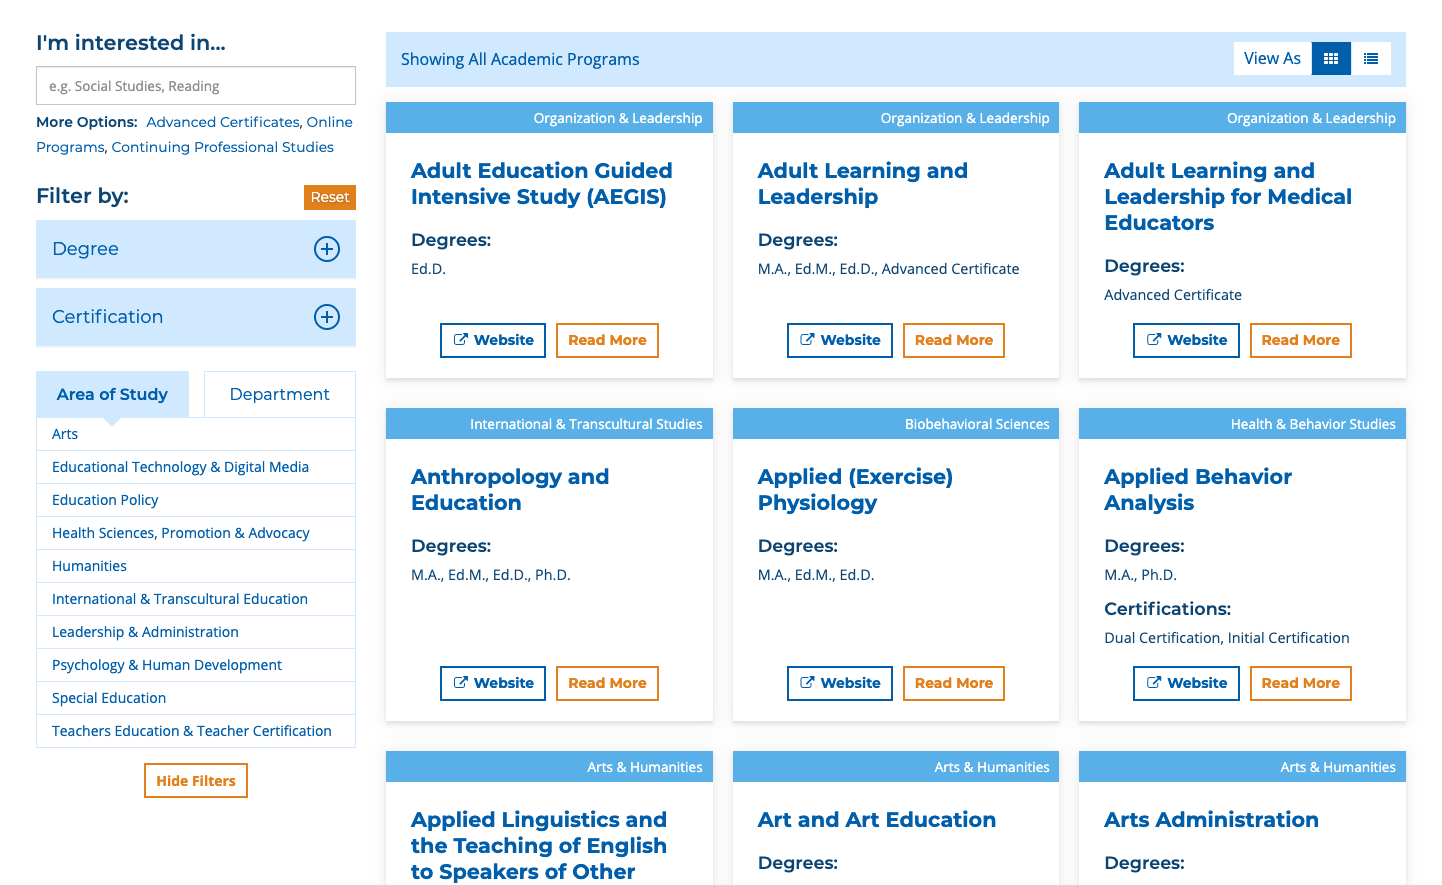 I'm interested in...
e.g. Social Studies, Reading
More Options: Advanced Certificates, Online
Programs, Continuing Professional Studies
Filter by:
Reset
Degree
Certification
Area of Study
Department
Arts
Educational Technology & Digital Media
Education Policy
Health Sciences, Promotion & Advocacy
Humanities
International & Transcultural Education
Leadership & Administration
Psychology & Human Development
Special Education
Teachers Education & Teacher Certification
Hide Filters
Showing All Academic Programs
View As
Organization & Leadership
Adult Education Guided
Intensive Study (AEGIS)
Degrees:
Ed.D.
Website
Read More
Organization & Leadership
Adult Learning and
Leadership
Degrees:
M.A., Ed.M., Ed.D., Advanced Certificate
Website
Read More
Organization & Leadership
Adult Learning and
Leadership for Medical
Educators
Degrees:
Advanced Certificate
Website
Read More
International & Transcultural Studies
Anthropology and
Education
Degrees:
M.A., Ed.M., Ed.D., Ph.D.
Website
Read More
Biobehavioral Sciences
Applied (Exercise)
Physiology
Degrees:
M.A., Ed.M., Ed.D.
Website
Read More
Health & Behavior Studies
Applied Behavior
Analysis
Degrees:
M.A., Ph.D.
Certifications:
Dual Certification, Initial Certification
Website
Read More
Arts & Humanities
Applied Linguistics and
the Teaching of English
to Speakers of Other
Arts & Humanities
Art and Art Education
Degrees:
Arts & Humanities
Arts Administration
Degrees: